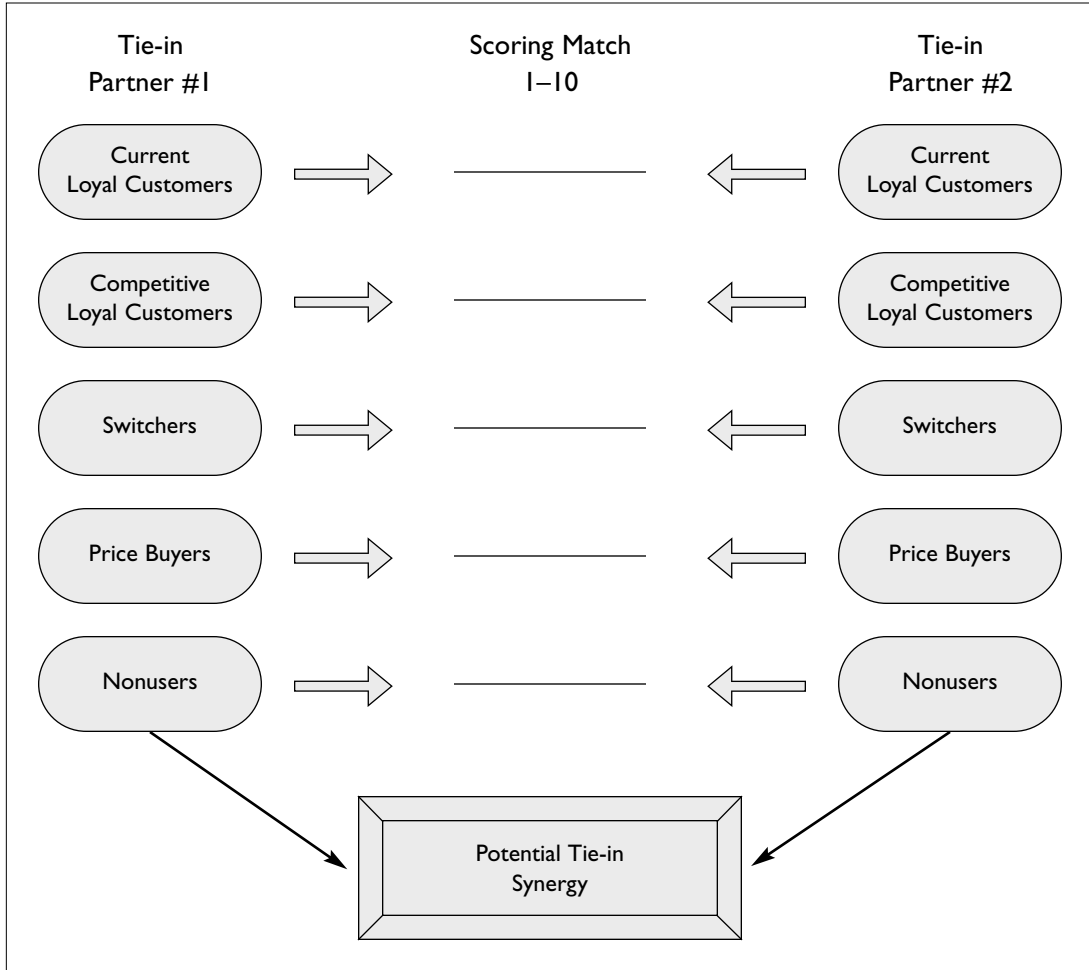 Tie-in
Partner #1
Scoring Match
1–10
Tie-in
Partner #2
Current
Loyal Customers
Current
Loyal Customers
Competitive
Loyal Customers
Competitive
Loyal Customers
Switchers
Switchers
Price Buyers
Price Buyers
Nonusers
Nonusers
Potential Tie-in
Synergy